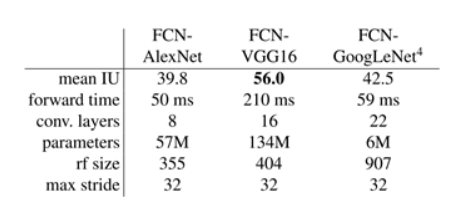 FCN- FCN- FCN-
AlexNet VGG16 GoogLeNet⁴
mean IU 39.8 56.0 42.5
forward time 50 ms 210 ms 59 ms
conv. layers 8 16 22
parameters 57M 134M 6M
rf size 355 404 907
max stride 32 32 32